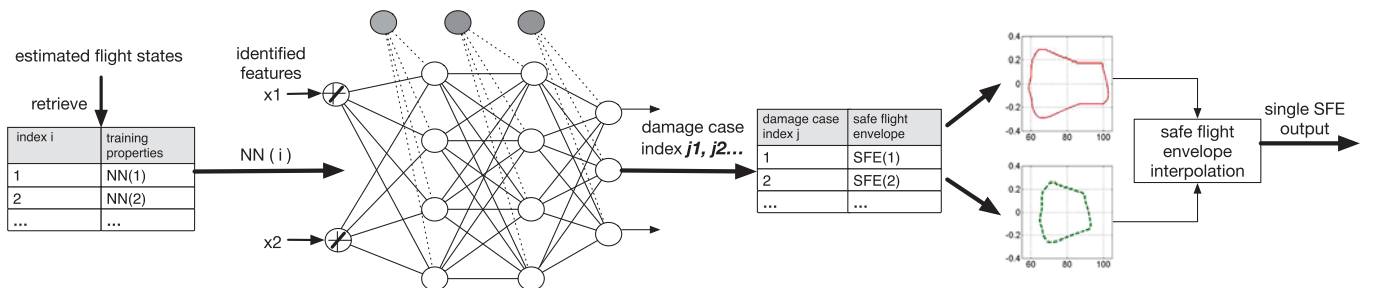 estimated flight states
retrieve
index i
training
properties
1
NN(1)
2
NN(2)
...
...
NN ( i )
identified
features
x1
x2
damage case
index j1, j2...
damage case
index j
safe flight
envelope
1
SFE(1)
2
SFE(2)
...
...
0.4
0.2
0
-0.2
-0.4
60
80
100
0.4
0.2
0
-0.2
-0.4
60
80
100
safe flight
envelope
interpolation
single SFE
output